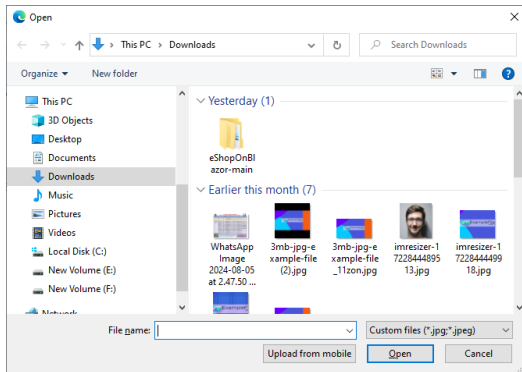 Open
This PC > Downloads
Search Downloads
Organize
New folder
This PC
3D Objects
Desktop
Documents
Downloads
Music
Pictures
Videos
Local Disk (C:)
New Volume (E:)
New Volume (F:)
Network
Yesterday (1)
eShopOnBl
azor-main
Earlier this month (7)
WhatsApp
Image
2024-08-05
at 2.47.50 ...
3mb-jpg-e
xample-file
(2).jpg
3mb-jpg-e
xample-file
_11zon.jpg
imresizer-1
7228444895
13.jpg
imresizer-1
7228444499
18.jpg
File name:
Custom files (*.jpg;*.jpeg)
Upload from mobile
Open
Cancel